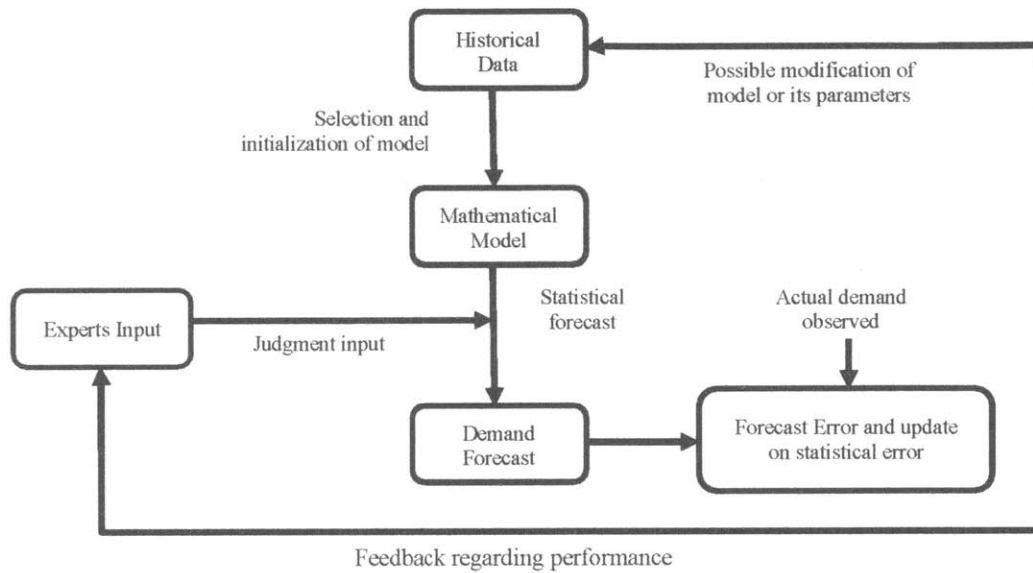 Historical
Data
Possible modification of
model or its parameters
Selection and
initialization of model
Mathematical
Model
Statistical
forecast
Actual demand
observed
Experts Input
Judgment input
Demand
Forecast
Forecast Error and update
on statistical error
Feedback regarding performance